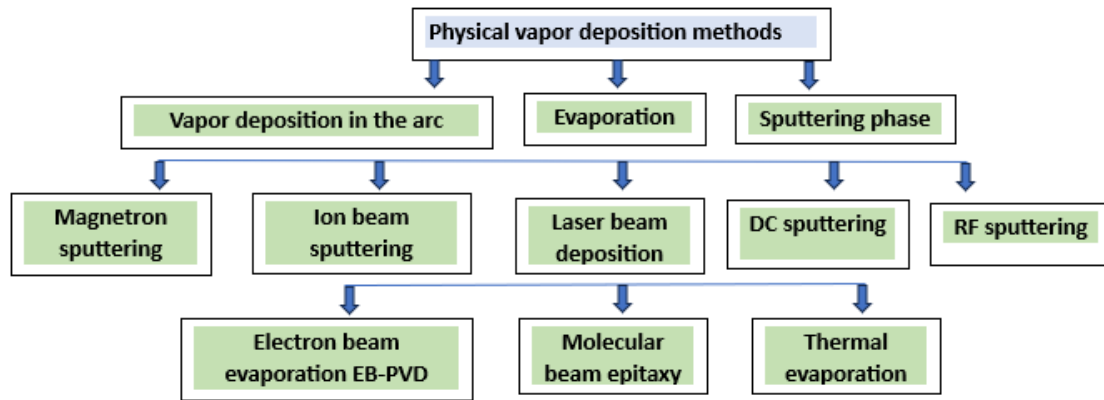 Physical vapor deposition methods
Vapor deposition in the arc
Evaporation
Sputtering phase
Magnetron
sputtering
Ion beam
sputtering
Laser beam
deposition
DC sputtering
RF sputtering
Electron beam
evaporation EB-PVD
Molecular
beam epitaxy
Thermal
evaporation